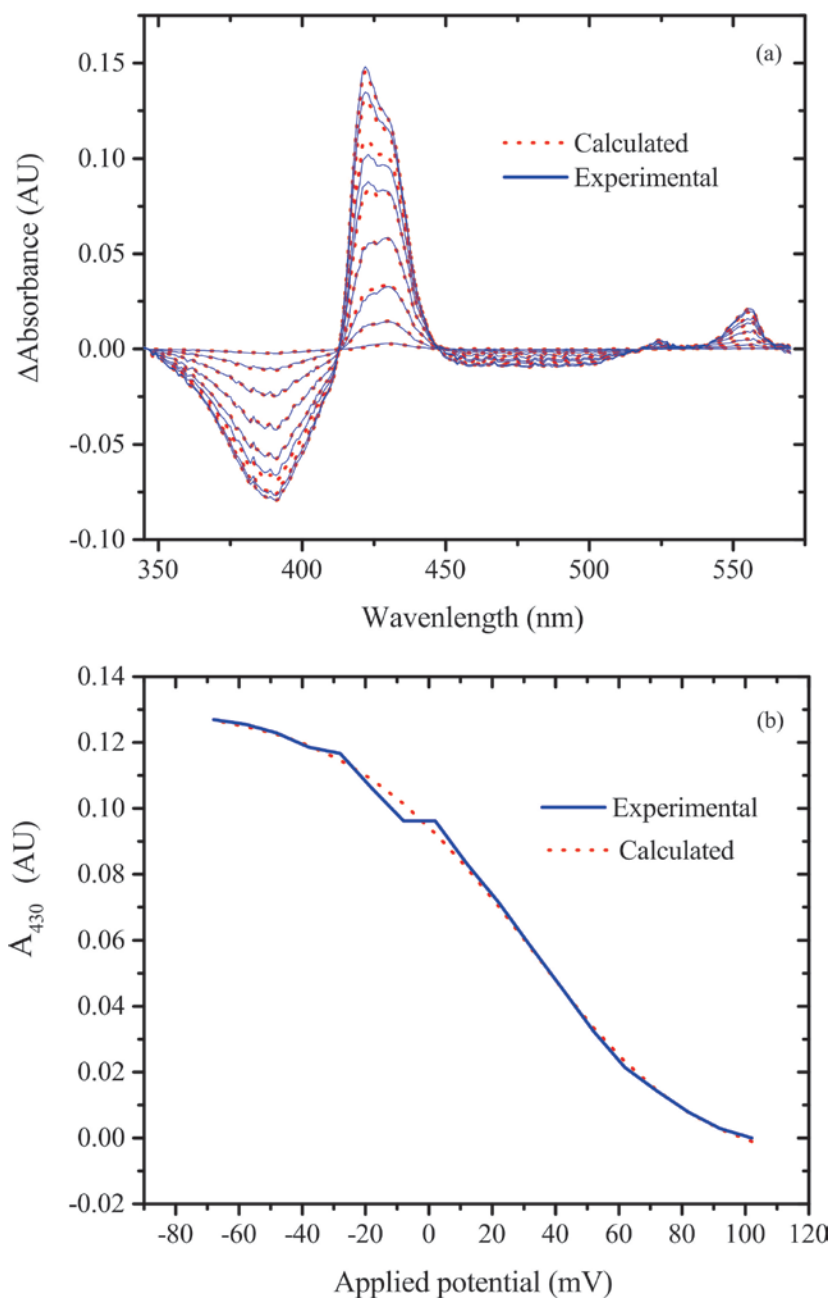 (a)
0.15
0.10
0.05
0.00
-0.05
-0.10
ΔAbsorbance (AU)
Calculated
Experimental
350 400 450 500 550
Wavenlength (nm)
(b)
0.14
0.12
0.10
0.08
0.06
0.04
0.02
0.00
-0.02
A430 (AU)
Experimental
Calculated
-80 -60 -40 -20 0 20 40 60 80 100 120
Applied potential (mV)